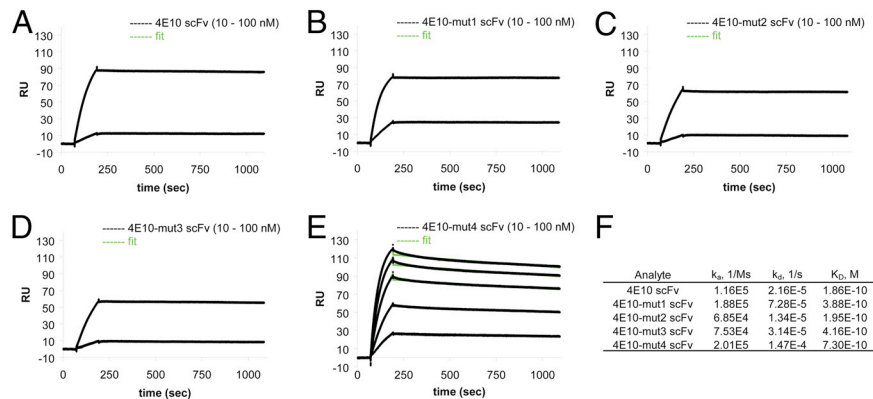 A
4E10 scFv (10 - 100 nM)
fit
130
110
90
70
50
30
10
-10
RU
0 250 500 750 1000
time (sec)
B
4E10-mut1 scFv (10 - 100 nM)
fit
130
110
90
70
50
30
10
-10
RU
0 250 500 750 1000
time (sec)
C
4E10-mut2 scFv (10 - 100 nM)
fit
130
110
90
70
50
30
10
-10
RU
0 250 500 750 1000
time (sec)
D
4E10-mut3 scFv (10 - 100 nM)
fit
130
110
90
70
50
30
10
-10
RU
0 250 500 750 1000
time (sec)
E
4E10-mut4 scFv (10 - 100 nM)
fit
130
110
90
70
50
30
10
-10
RU
0 250 500 750 1000
time (sec)
F
Analyte ka, 1/Ms kd, 1/s KD, M
4E10 scFv 1.16E5 2.16E-5 1.86E-10
4E10-mut1 scFv 1.88E5 7.28E-5 3.88E-10
4E10-mut2 scFv 6.85E4 1.34E-5 1.95E-10
4E10-mut3 scFv 7.53E4 3.14E-5 4.16E-10
4E10-mut4 scFv 2.01E5 1.47E-4 7.30E-10